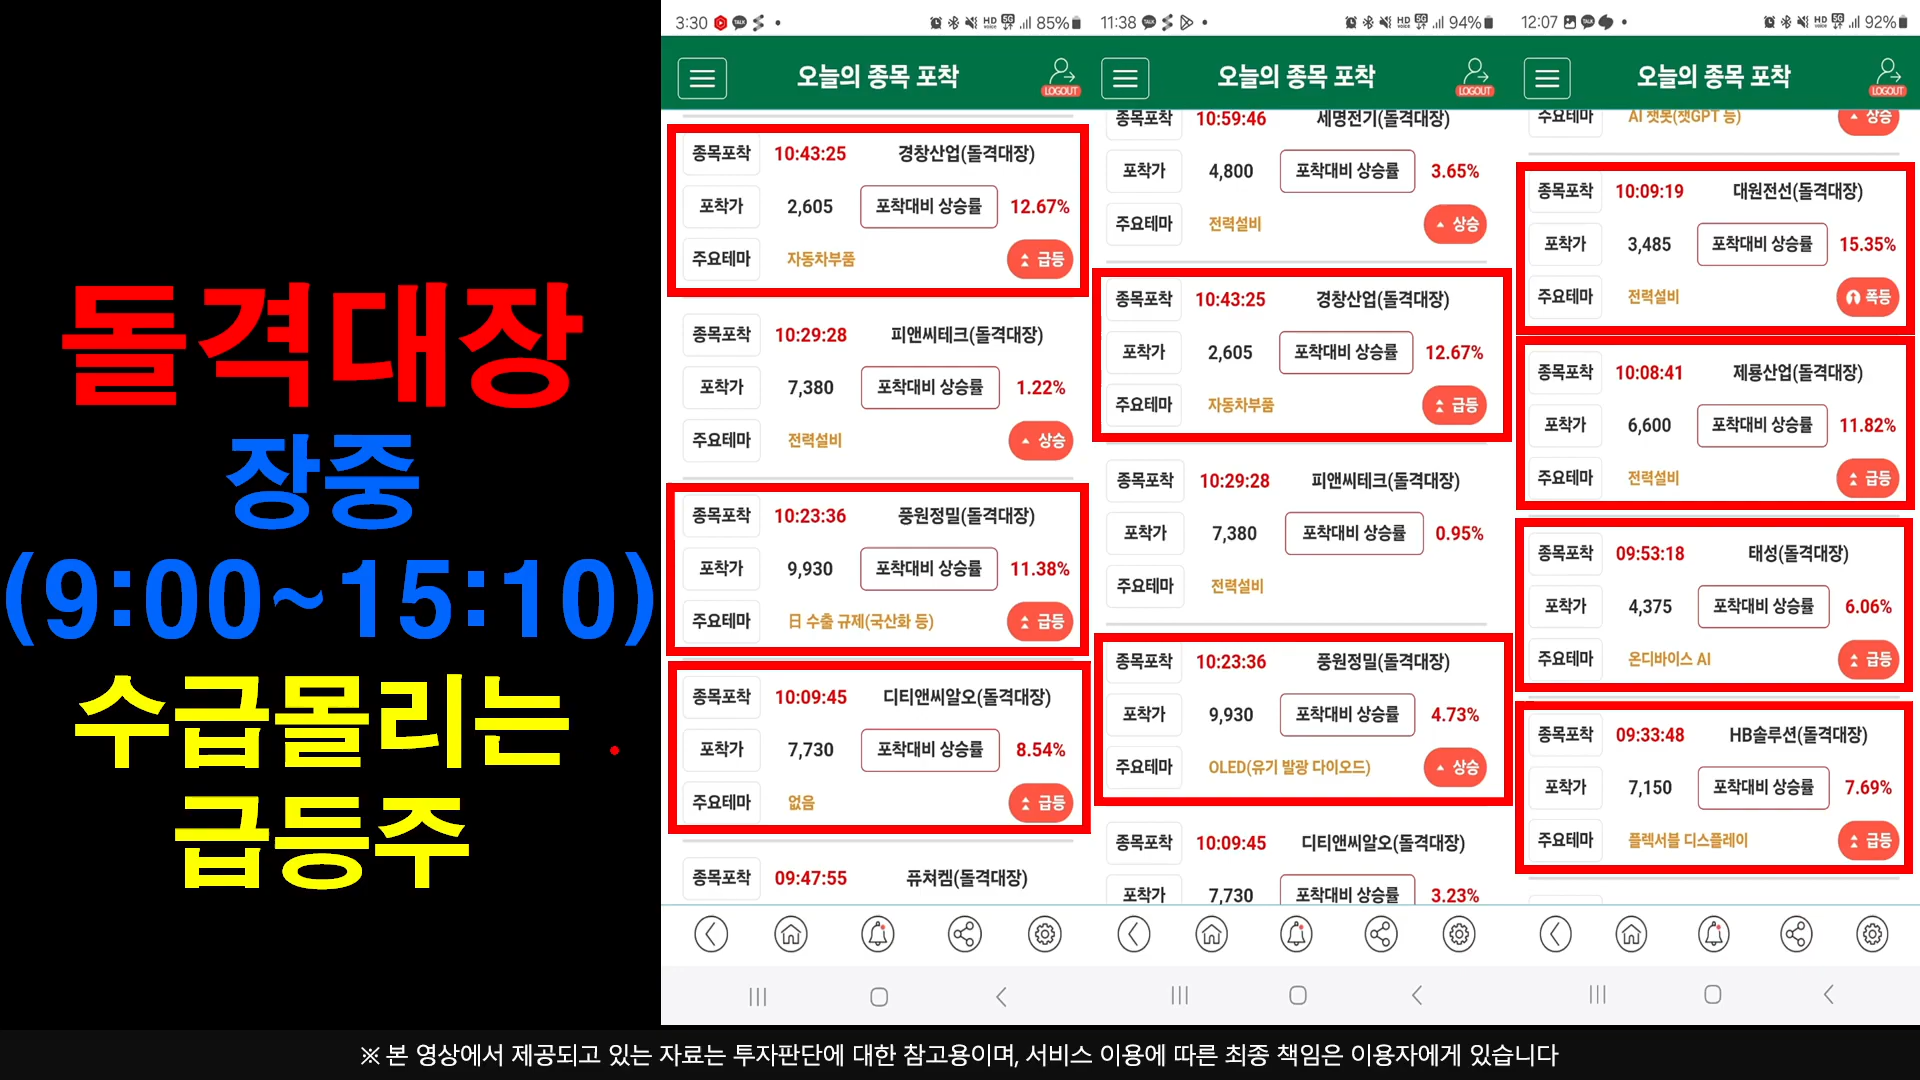 돌격대장
장중
(9:00~15:10)
수급몰리는
급등주
3:30 85%
오늘의 종목 포착
LOGOUT
종목포착 10:43:25 경창산업(돌격대장)
포착가 2,605 포착대비 상승률 12.67%
주요테마 자동차부품 급등
종목포착 10:29:28 피앤씨테크(돌격대장)
포착가 7,380 포착대비 상승률 1.22%
주요테마 전력설비 상승
종목포착 10:23:36 풍원정밀(돌격대장)
포착가 9,930 포착대비 상승률 11.38%
주요테마 日 수출 규제(국산화 등) 급등
종목포착 10:09:45 디티앤씨알오(돌격대장)
포착가 7,730 포착대비 상승률 8.54%
주요테마 없음 급등
종목포착 09:47:55 퓨쳐켐(돌격대장)
11:38 94%
오늘의 종목 포착
LOGOUT
종목포착 10:59:46 세명전기(돌격대장)
포착가 4,800 포착대비 상승률 3.65%
주요테마 전력설비 상승
종목포착 10:43:25 경창산업(돌격대장)
포착가 2,605 포착대비 상승률 12.67%
주요테마 자동차부품 급등
종목포착 10:29:28 피앤씨테크(돌격대장)
포착가 7,380 포착대비 상승률 0.95%
주요테마 전력설비
종목포착 10:23:36 풍원정밀(돌격대장)
포착가 9,930 포착대비 상승률 4.73%
주요테마 OLED(유기 발광 다이오드) 상승
종목포착 10:09:45 디티앤씨알오(돌격대장)
포착가 7,730 포착대비 상승률 3.23%
12:07 92%
오늘의 종목 포착
LOGOUT
주요테마 AI 챗봇(챗GPT 등) 상승
종목포착 10:09:19 대원전선(돌격대장)
포착가 3,485 포착대비 상승률 15.35%
주요테마 전력설비 폭등
종목포착 10:08:41 제룡산업(돌격대장)
포착가 6,600 포착대비 상승률 11.82%
주요테마 전력설비 급등
종목포착 09:53:18 태성(돌격대장)
포착가 4,375 포착대비 상승률 6.06%
주요테마 온디바이스 AI 급등
종목포착 09:33:48 HB솔루션(돌격대장)
포착가 7,150 포착대비 상승률 7.69%
주요테마 플렉서블 디스플레이 급등
※ 본 영상에서 제공되고 있는 자료는 투자판단에 대한 참고용이며, 서비스 이용에 따른 최종 책임은 이용자에게 있습니다